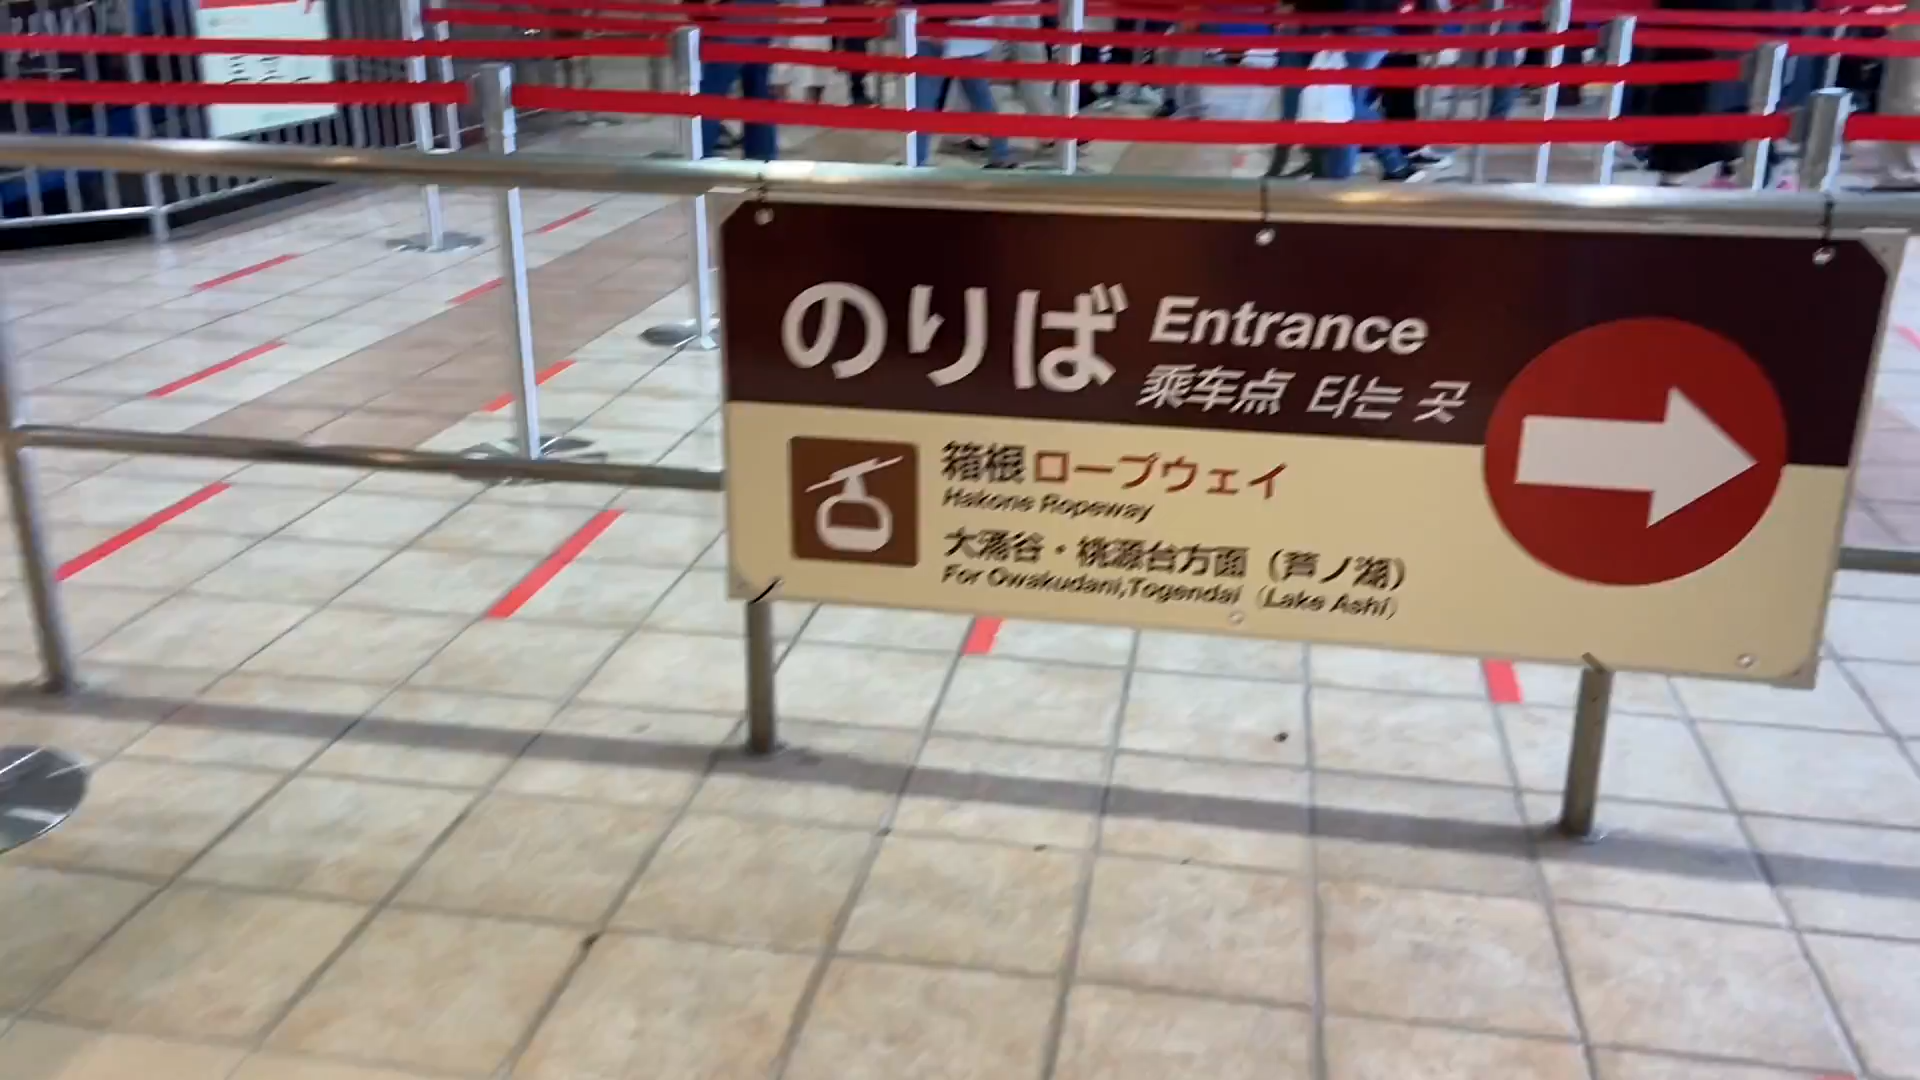 のりば Entrance
乘车点 타는 곳
箱根ロープウェイ
Hakone Ropeway
大涌谷・桃源台方面（芦ノ湖）
For Owakudani,Togendai（Lake Ashi）